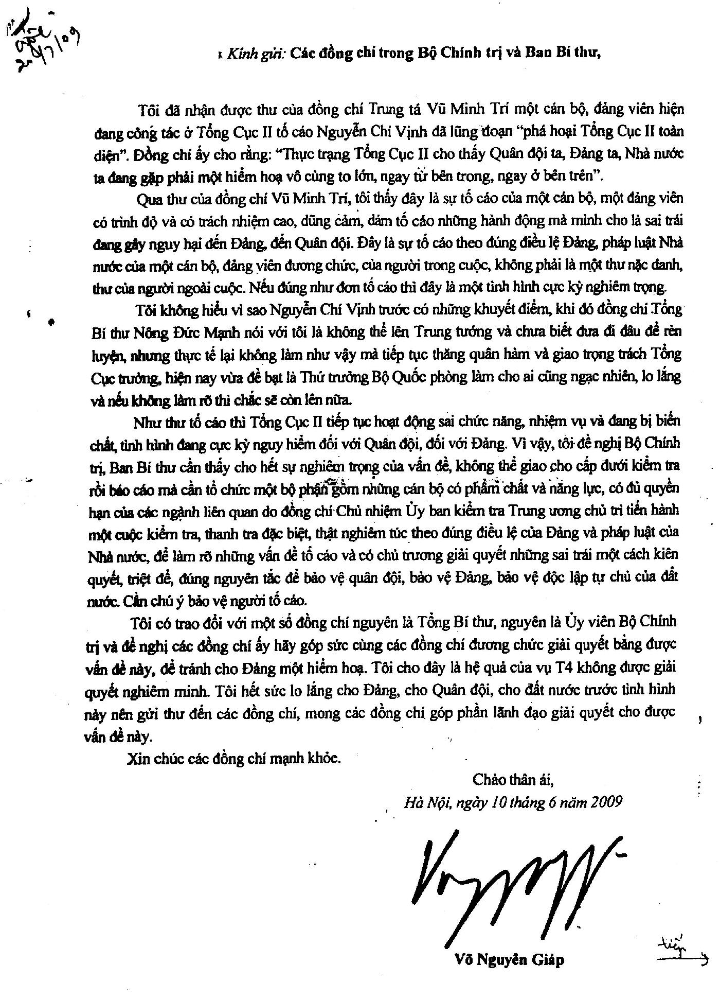 Kính gửi: Các đồng chí trong Bộ Chính trị và Ban Bí thư,
Tôi đã nhận được thư của đồng chí Trung tá Vũ Minh Trí một cán bộ, đảng viên hiện
đang công tác ở Tổng Cục II tố cáo Nguyễn Chí Vịnh đã lũng đoạn “phá hoại Tổng Cục II toàn
diện”. Đồng chí ấy cho rằng: “Thực trạng Tổng Cục II cho thấy Quân đội ta, Đảng ta, Nhà nước
ta đang gặp phải một hiểm hoạ vô cùng to lớn, ngay từ bên trong, ngay ở bên trên”.
Qua thư của đồng chí Vũ Minh Trí, tôi thấy đây là sự tố cáo của một cán bộ, một đảng viên
có trình độ và có trách nhiệm cao, dũng cảm, dám tố cáo những hành động mà mình cho là sai trái
đang gây nguy hại đến Đảng, đến Quân đội. Đây là sự tố cáo theo đúng điều lệ Đảng, pháp luật Nhà
nước của một cán bộ, đảng viên đương chức, của người trong cuộc, không phải là một thư nặc danh,
thư của người ngoài cuộc. Nếu đúng như đơn tố cáo thì đây là một tình hình cực kỳ nghiêm trọng.
Tôi không hiểu vì sao Nguyễn Chí Vịnh trước có những khuyết điểm, khi đó đồng chí Tổng
Bí thư Nông Đức Mạnh nói với tôi là không thể lên Trung tướng và chưa biết đưa đi đâu để rèn
luyện, nhưng thực tế lại không làm như vậy mà tiếp tục thăng quân hàm và giao trọng trách Tổng
Cục trưởng, hiện nay vừa đề bạt là Thứ trưởng Bộ Quốc phòng làm cho ai cũng ngạc nhiên, lo lắng
và nếu không làm rõ thì chắc sẽ còn lên nữa.
Như thư tố cáo thì Tổng Cục II tiếp tục hoạt động sai chức năng, nhiệm vụ và đang bị biến
chất, tình hình đang cực kỳ nguy hiểm đối với Quân đội, đối với Đảng. Vì vậy, tôi đề nghị Bộ Chính
trị, Ban Bí thư cần thấy cho hết sự nghiêm trọng của vấn đề, không thể giao cho cấp dưới kiểm tra
rồi báo cáo mà cần tổ chức một bộ phận gồm những cán bộ có phẩm chất và năng lực, có đủ quyền
hạn của các ngành liên quan do đồng chí Chủ nhiệm Ủy ban kiểm tra Trung ương chủ trì tiến hành
một cuộc kiểm tra, thanh tra đặc biệt, thật nghiêm túc theo đúng điều lệ của Đảng và pháp luật của
Nhà nước, để làm rõ những vấn đề tố cáo và có chủ trương giải quyết những sai trái một cách kiên
quyết, triệt để, đúng nguyên tắc để bảo vệ quân đội, bảo vệ Đảng, bảo vệ độc lập tự chủ của đất
nước. Cần chú ý bảo vệ người tố cáo.
Tôi có trao đổi với một số đồng chí nguyên là Tổng Bí thư, nguyên là Ủy viên Bộ Chính
trị và đề nghị các đồng chí ấy hãy góp sức cùng các đồng chí đương chức giải quyết bằng được
vấn đề này, để tránh cho Đảng một hiểm hoạ. Tôi cho đây là hệ quả của vụ T4 không được giải
quyết nghiêm minh. Tôi hết sức lo lắng cho Đảng, cho Quân đội, cho đất nước trước tình hình
này nên gửi thư đến các đồng chí, mong các đồng chí góp phần lãnh đạo giải quyết cho được
vấn đề này.
Xin chúc các đồng chí mạnh khỏe.
Chào thân ái,
Hà Nội, ngày 10 tháng 6 năm 2009
Võ Nguyên Giáp
tiếp